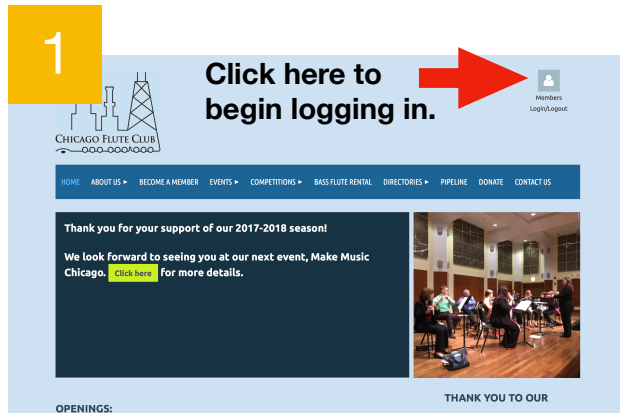 1
Click here to
begin logging in.
Members
Login/Logout
CHICAGO FLUTE CLUB
HOME ABOUT US ► BECOME A MEMBER EVENTS ► COMPETITIONS ► BASS FLUTE RENTAL DIRECTORIES ► PIPELINE DONATE CONTACT US
Thank you for your support of our 2017-2018 season!
We look forward to seeing you at our next event, Make Music
Chicago. Click here for more details.
THANK YOU TO OUR
OPENINGS: